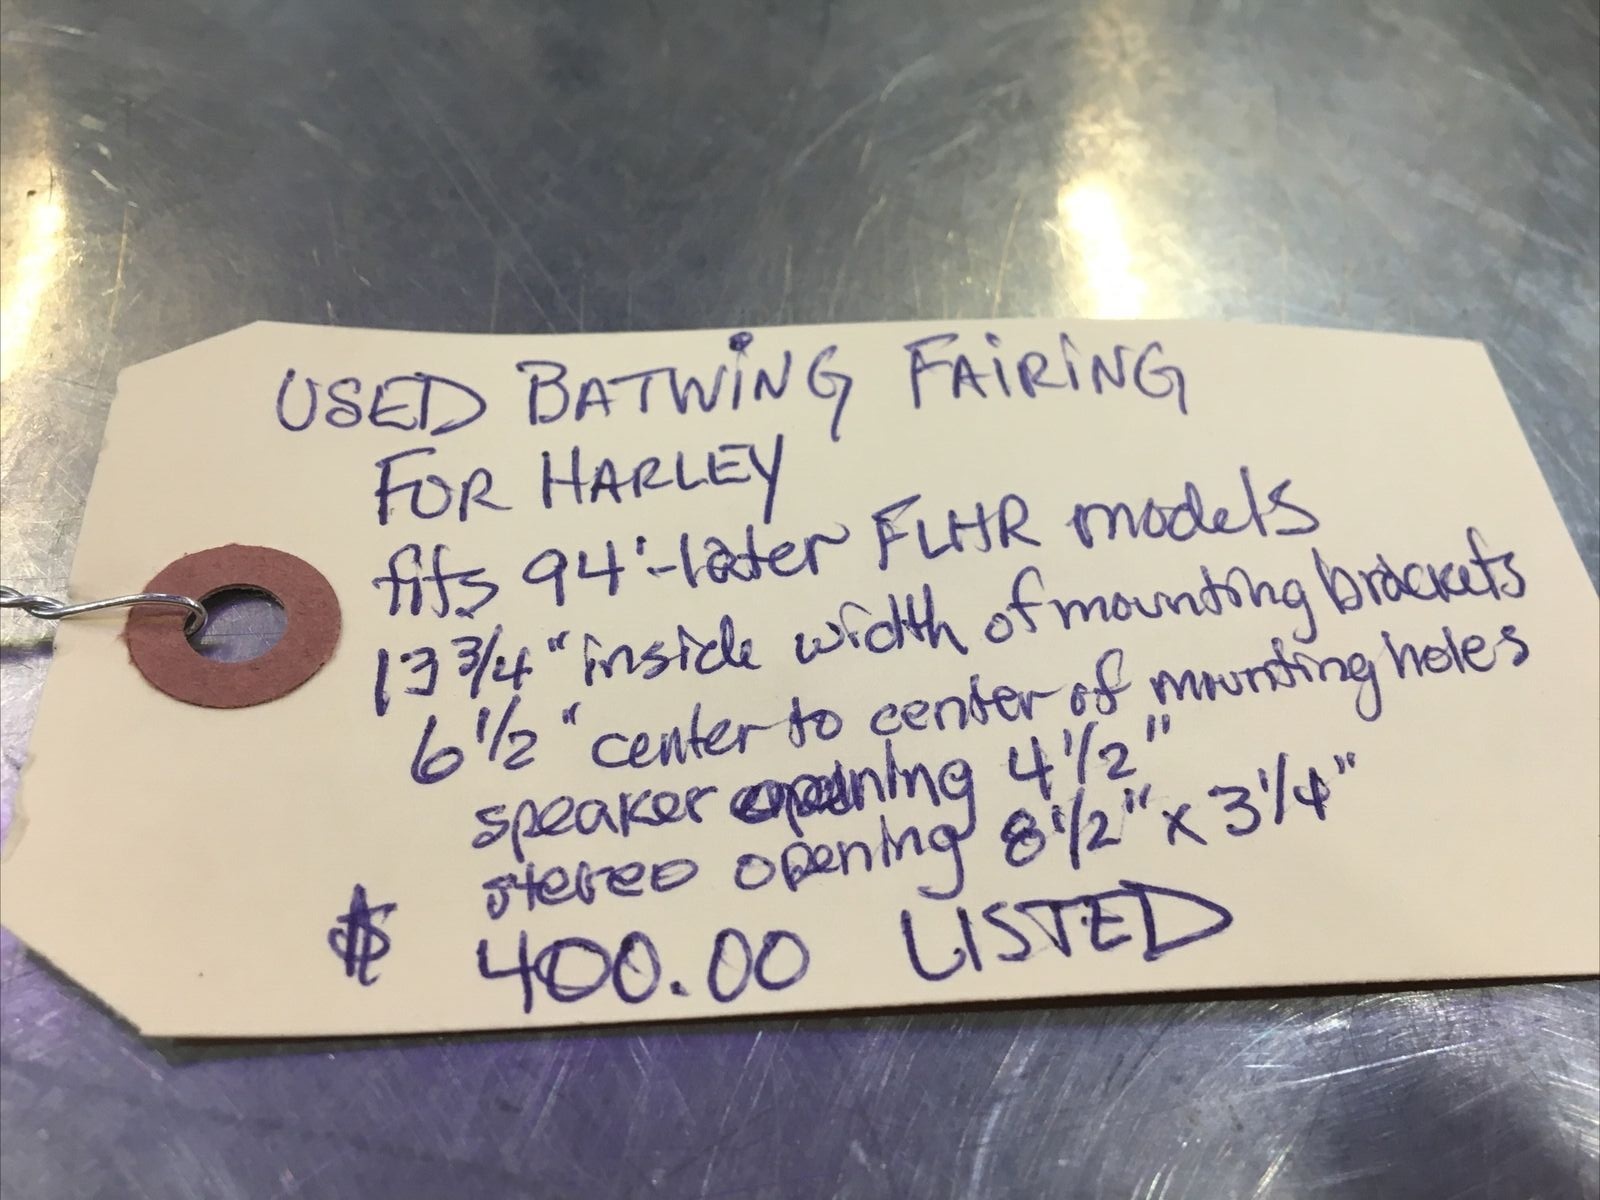 USED BATWiNG FAiRiNG
FOR HARLEY
fits 94'-later FLHR models
13 3/4" inside width of mounting brackets
6 1/2" center to center of mounting holes
speaker opening 4 1/2"
stereo opening 8 1/2" x 3 1/4"
$ 400.00 LISTED